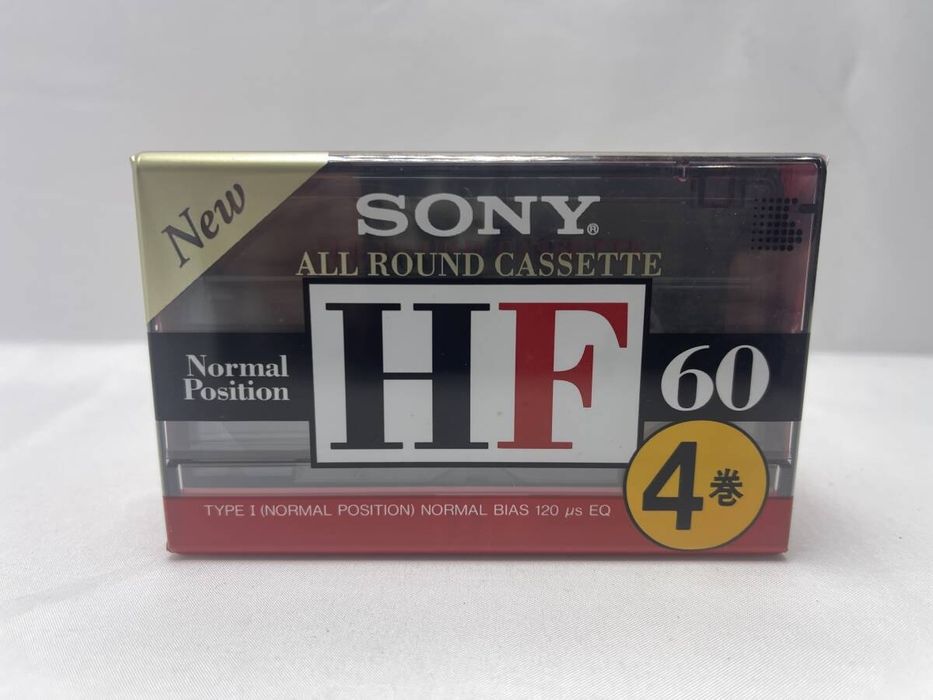 New
SONY®
ALL ROUND CASSETTE
Normal
Position
HF
60
4巻
TYPE I (NORMAL POSITION) NORMAL BIAS 120 μs EQ